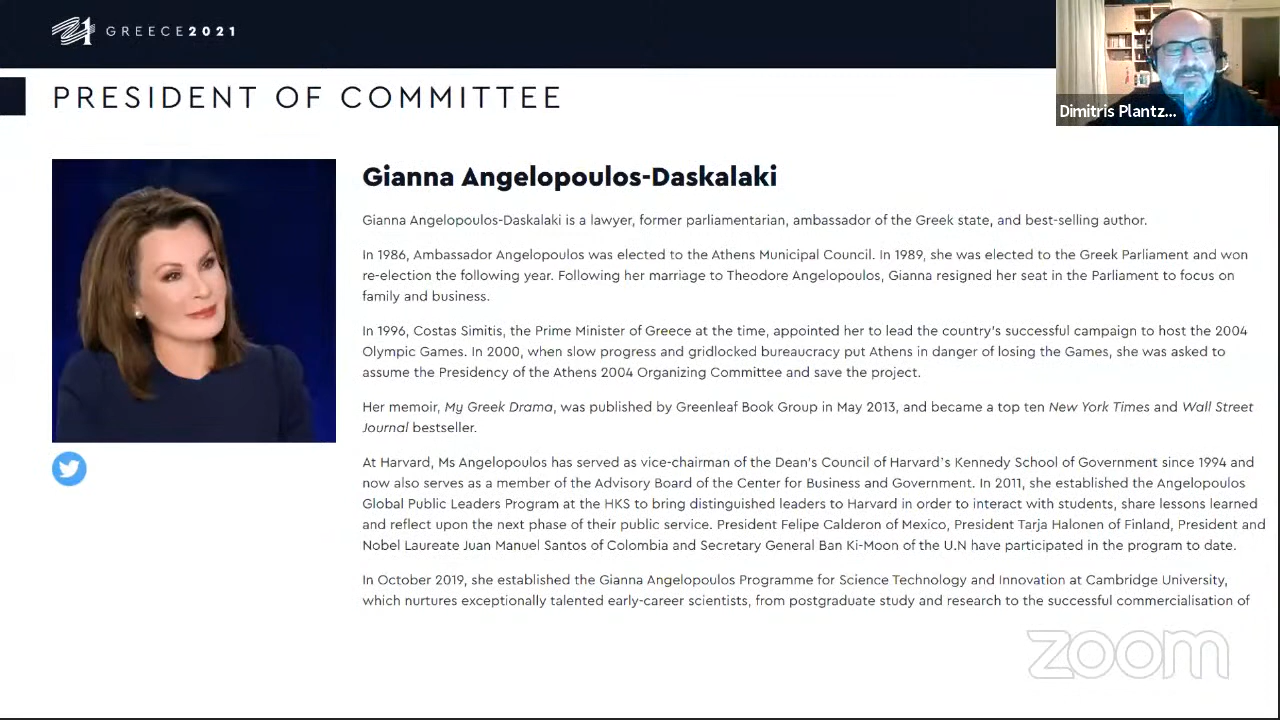 GREECE2021
PRESIDENT OF COMMITTEE
Dimitris Plantz...
Gianna Angelopoulos-Daskalaki
Gianna Angelopoulos-Daskalaki is a lawyer, former parliamentarian, ambassador of the Greek state, and best-selling author.
In 1986, Ambassador Angelopoulos was elected to the Athens Municipal Council. In 1989, she was elected to the Greek Parliament and won
re-election the following year. Following her marriage to Theodore Angelopoulos, Gianna resigned her seat in the Parliament to focus on
family and business.
In 1996, Costas Simitis, the Prime Minister of Greece at the time, appointed her to lead the country's successful campaign to host the 2004
Olympic Games. In 2000, when slow progress and gridlocked bureaucracy put Athens in danger of losing the Games, she was asked to
assume the Presidency of the Athens 2004 Organizing Committee and save the project.
Her memoir, My Greek Drama, was published by Greenleaf Book Group in May 2013, and became a top ten New York Times and Wall Street
Journal bestseller.
At Harvard, Ms Angelopoulos has served as vice-chairman of the Dean's Council of Harvard's Kennedy School of Government since 1994 and
now also serves as a member of the Advisory Board of the Center for Business and Government. In 2011, she established the Angelopoulos
Global Public Leaders Program at the HKS to bring distinguished leaders to Harvard in order to interact with students, share lessons learned
and reflect upon the next phase of their public service. President Felipe Calderon of Mexico, President Tarja Halonen of Finland, President and
Nobel Laureate Juan Manuel Santos of Colombia and Secretary General Ban Ki-Moon of the U.N have participated in the program to date.
In October 2019, she established the Gianna Angelopoulos Programme for Science Technology and Innovation at Cambridge University,
which nurtures exceptionally talented early-career scientists, from postgraduate study and research to the successful commercialisation of
zoom